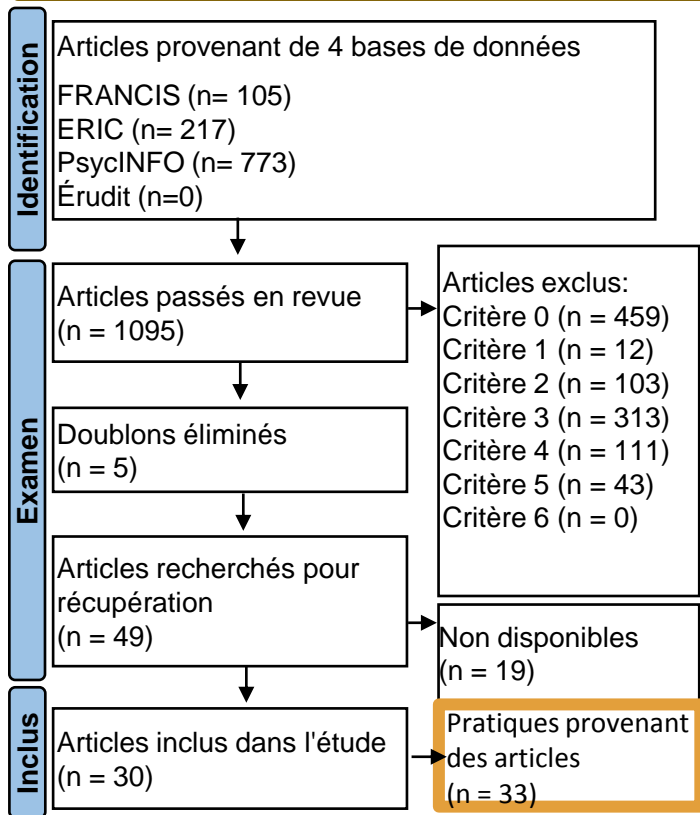 Identification
Articles provenant de 4 bases de données
FRANCIS (n= 105)
ERIC (n= 217)
PsycINFO (n= 773)
Érudit (n=0)
Examen
Articles passés en revue
(n = 1095)
Articles exclus:
Critère 0 (n = 459)
Critère 1 (n = 12)
Critère 2 (n = 103)
Critère 3 (n = 313)
Critère 4 (n = 111)
Critère 5 (n = 43)
Critère 6 (n = 0)
Doublons éliminés
(n = 5)
Articles recherchés pour
récupération
(n = 49)
Non disponibles
(n = 19)
Inclus
Articles inclus dans l'étude
(n = 30)
Pratiques provenant
des articles
(n = 33)